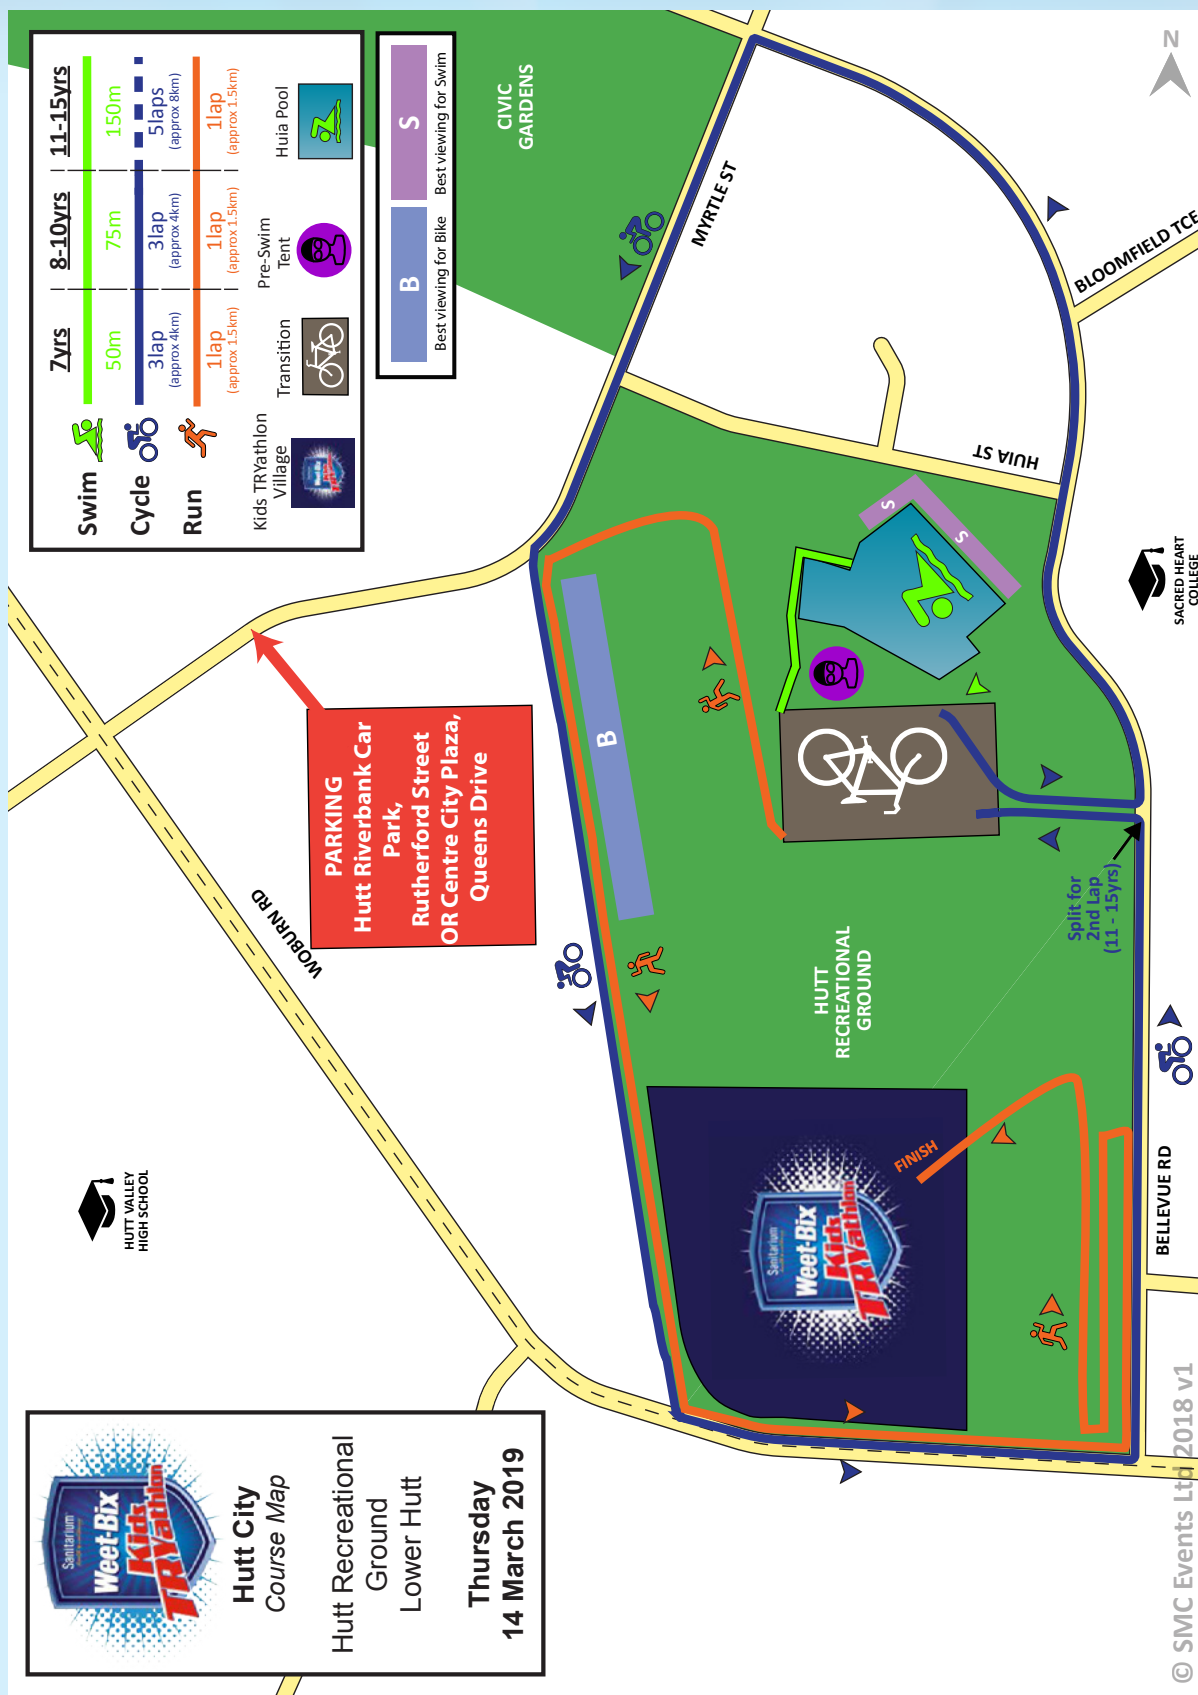 Sanitarium
Weet-Bix
Kids
TRYathlon
Hutt City
Course Map
Hutt Recreational
Ground
Lower Hutt
Thursday
14 March 2019
7yrs
8-10yrs
11-15yrs
Swim
50m
75m
150m
Cycle
3lap
(approx 4km)
3lap
(approx 4km)
5laps
(approx 8km)
Run
1lap
(approx 1.5km)
1lap
(approx 1.5km)
1lap
(approx 1.5km)
Kids TRYathlon
Village
Transition
Pre-Swim
Tent
Huia Pool
B
Best viewing for Bike
S
Best viewing for Swim
CIVIC
GARDENS
MYRTLE ST
BLOOMFIELD TCE
HUIA ST
SACRED HEART
COLLEGE
N
PARKING
Hutt Riverbank Car
Park,
Rutherford Street
OR Centre City Plaza,
Queens Drive
WOBURN RD
HUTT VALLEY
HIGH SCHOOL
B
S
S
HUTT
RECREATIONAL
GROUND
Split for
2nd Lap
(11 - 15yrs)
FINISH
Sanitarium
Weet-Bix
Kids
TRYathlon
BELLEVUE RD
© SMC Events Ltd 2018 v1